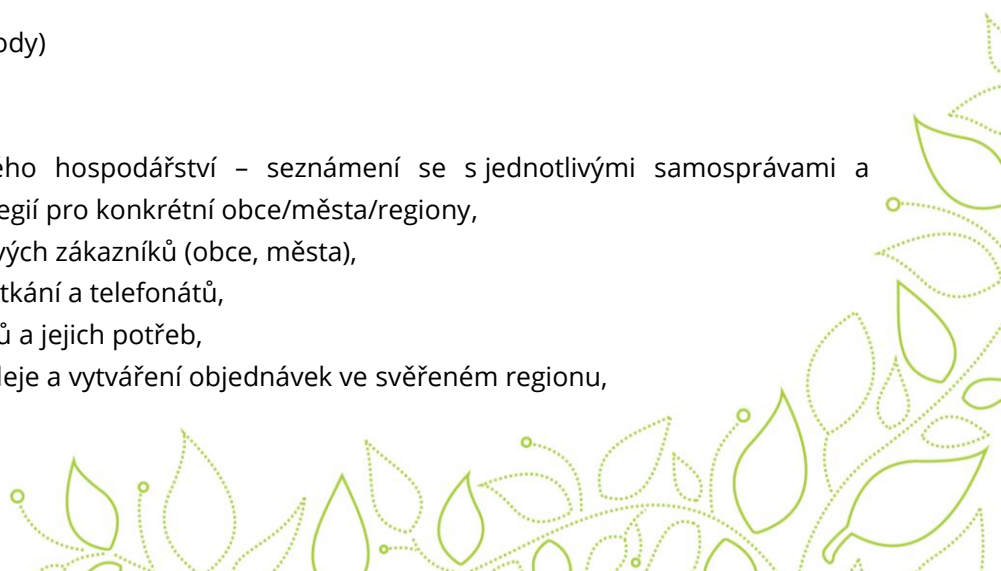 ody)
ého hospodářství – seznámení se s jednotlivými samosprávami a
egií pro konkrétní obce/města/regiony,
vých zákazníků (obce, města),
tkání a telefonátů,
ů a jejich potřeb,
leje a vytváření objednávek ve svěřeném regionu,